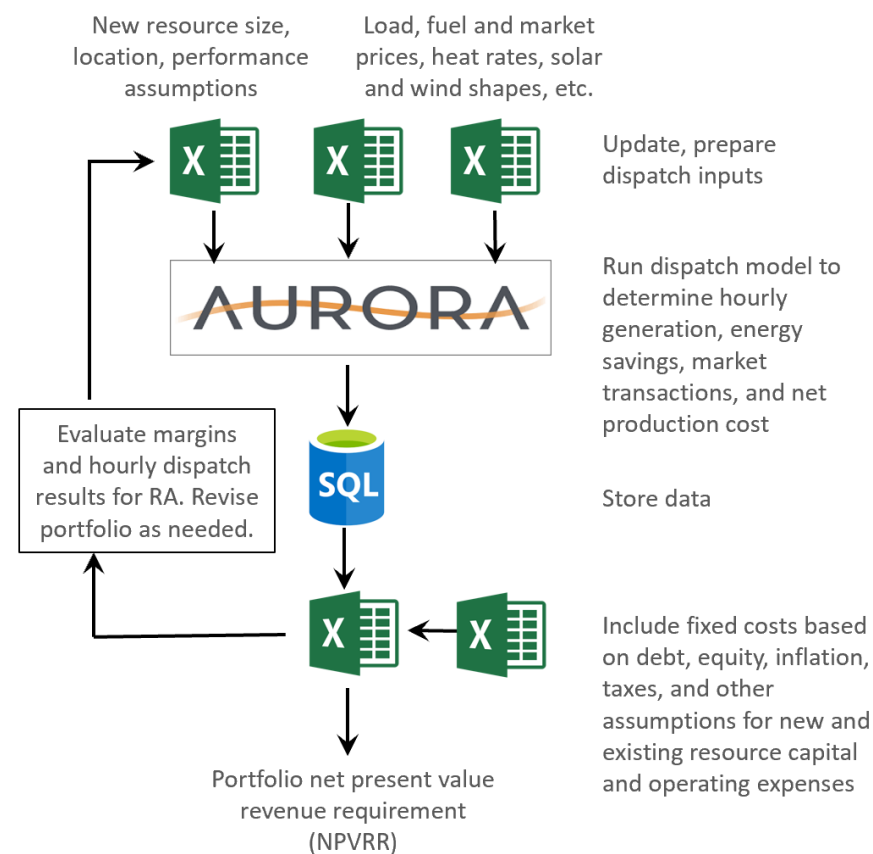 New resource size,
location, performance
assumptions
Load, fuel and market
prices, heat rates, solar
and wind shapes, etc.
X
X
X
Update, prepare
dispatch inputs
AURORA
Run dispatch model to
determine hourly
generation, energy
savings, market
transactions, and net
production cost
Evaluate margins
and hourly dispatch
results for RA. Revise
portfolio as needed.
SQL
Store data
X
X
Include fixed costs based
on debt, equity, inflation,
taxes, and other
assumptions for new and
existing resource capital
and operating expenses
Portfolio net present value
revenue requirement
(NPVRR)